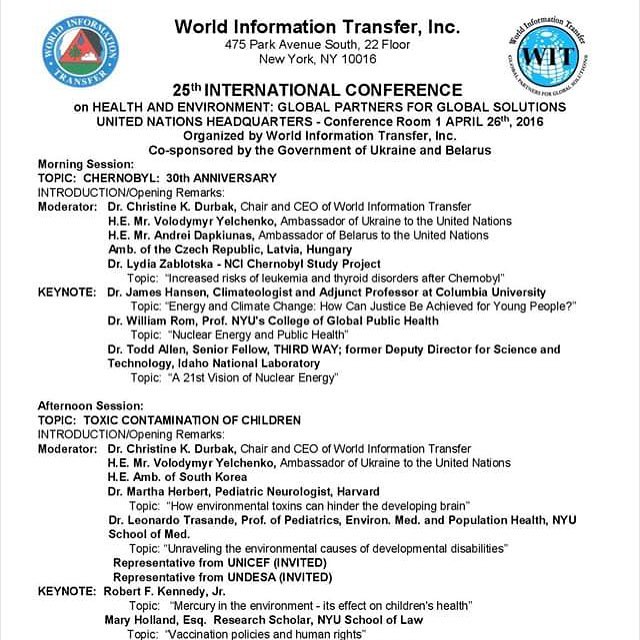 WORLD INFORMATION TRANSFER
World Information Transfer
WIT
GLOBAL PARTNERS FOR GLOBAL SOLUTIONS
World Information Transfer, Inc.
475 Park Avenue South, 22 Floor
New York, NY 10016
25th INTERNATIONAL CONFERENCE
on HEALTH AND ENVIRONMENT: GLOBAL PARTNERS FOR GLOBAL SOLUTIONS
UNITED NATIONS HEADQUARTERS - Conference Room 1 APRIL 26th, 2016
Organized by World Information Transfer, Inc.
Co-sponsored by the Government of Ukraine and Belarus
Morning Session:
TOPIC: CHERNOBYL: 30th ANNIVERSARY
INTRODUCTION/Opening Remarks:
Moderator: Dr. Christine K. Durbak, Chair and CEO of World Information Transfer
H.E. Mr. Volodymyr Yelchenko, Ambassador of Ukraine to the United Nations
H.E. Mr. Andrei Dapkiunas, Ambassador of Belarus to the United Nations
Amb. of the Czech Republic, Latvia, Hungary
Dr. Lydia Zablotska - NCI Chernobyl Study Project
Topic: "Increased risks of leukemia and thyroid disorders after Chernobyl"
KEYNOTE: Dr. James Hansen, Climateologist and Adjunct Professor at Columbia University
Topic: "Energy and Climate Change: How Can Justice Be Achieved for Young People?"
Dr. William Rom, Prof. NYU's College of Global Public Health
Topic: "Nuclear Energy and Public Health"
Dr. Todd Allen, Senior Fellow, THIRD WAY; former Deputy Director for Science and
Technology, Idaho National Laboratory
Topic: "A 21st Vision of Nuclear Energy"
Afternoon Session:
TOPIC: TOXIC CONTAMINATION OF CHILDREN
INTRODUCTION/Opening Remarks:
Moderator: Dr. Christine K. Durbak, Chair and CEO of World Information Transfer
H.E. Mr. Volodymyr Yelchenko, Ambassador of Ukraine to the United Nations
H.E. Amb. of South Korea
Dr. Martha Herbert, Pediatric Neurologist, Harvard
Topic: "How environmental toxins can hinder the developing brain"
Dr. Leonardo Trasande, Prof. of Pediatrics, Environ. Med. and Population Health, NYU
School of Med.
Topic: "Unraveling the environmental causes of developmental disabilities"
Representative from UNICEF (INVITED)
Representative from UNDESA (INVITED)
KEYNOTE: Robert F. Kennedy, Jr.
Topic: "Mercury in the environment - its effect on children's health"
Mary Holland, Esq. Research Scholar, NYU School of Law
Topic: "Vaccination policies and human rights"